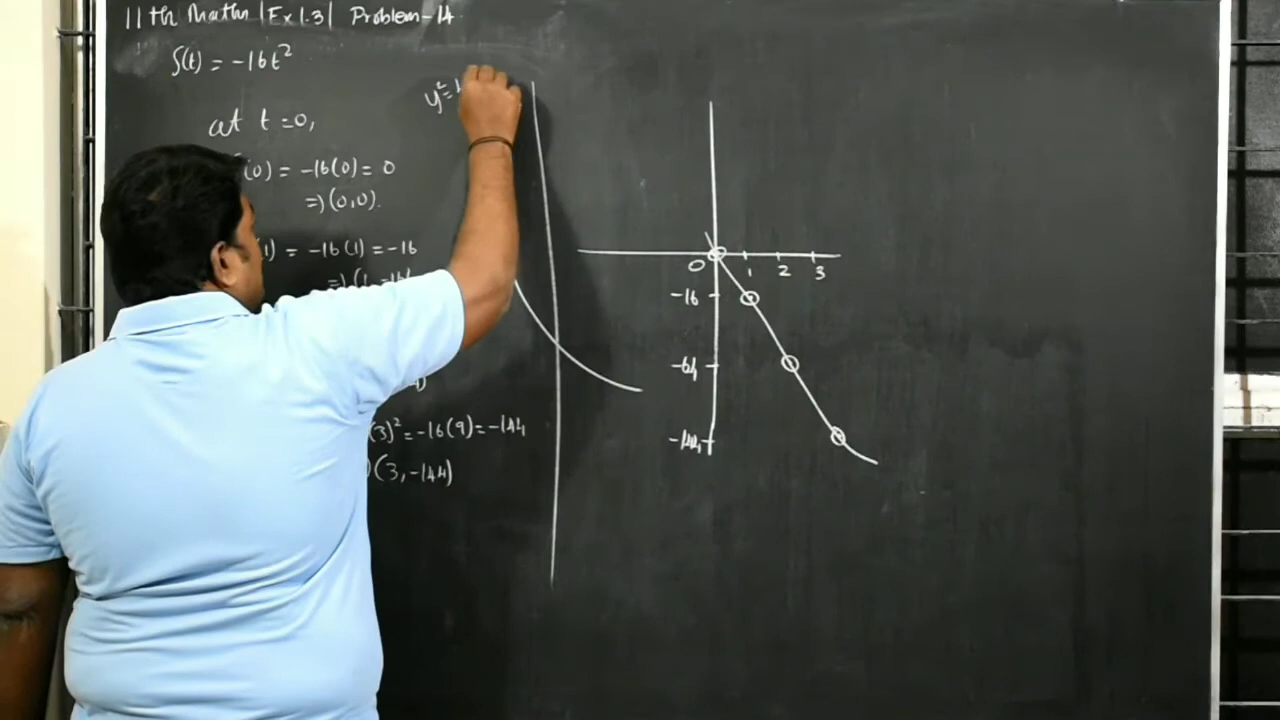 11th Maths | Ex 1.3 | Problem-14.
S(t) = -16t²
y² =
at t = 0,
(0) = -16(0) = 0
⇒ (0,0).
(1) = -16(1) = -16
(3)² = -16(9) = -144
(3, -144)
0 1 2 3
-16
-64
-144